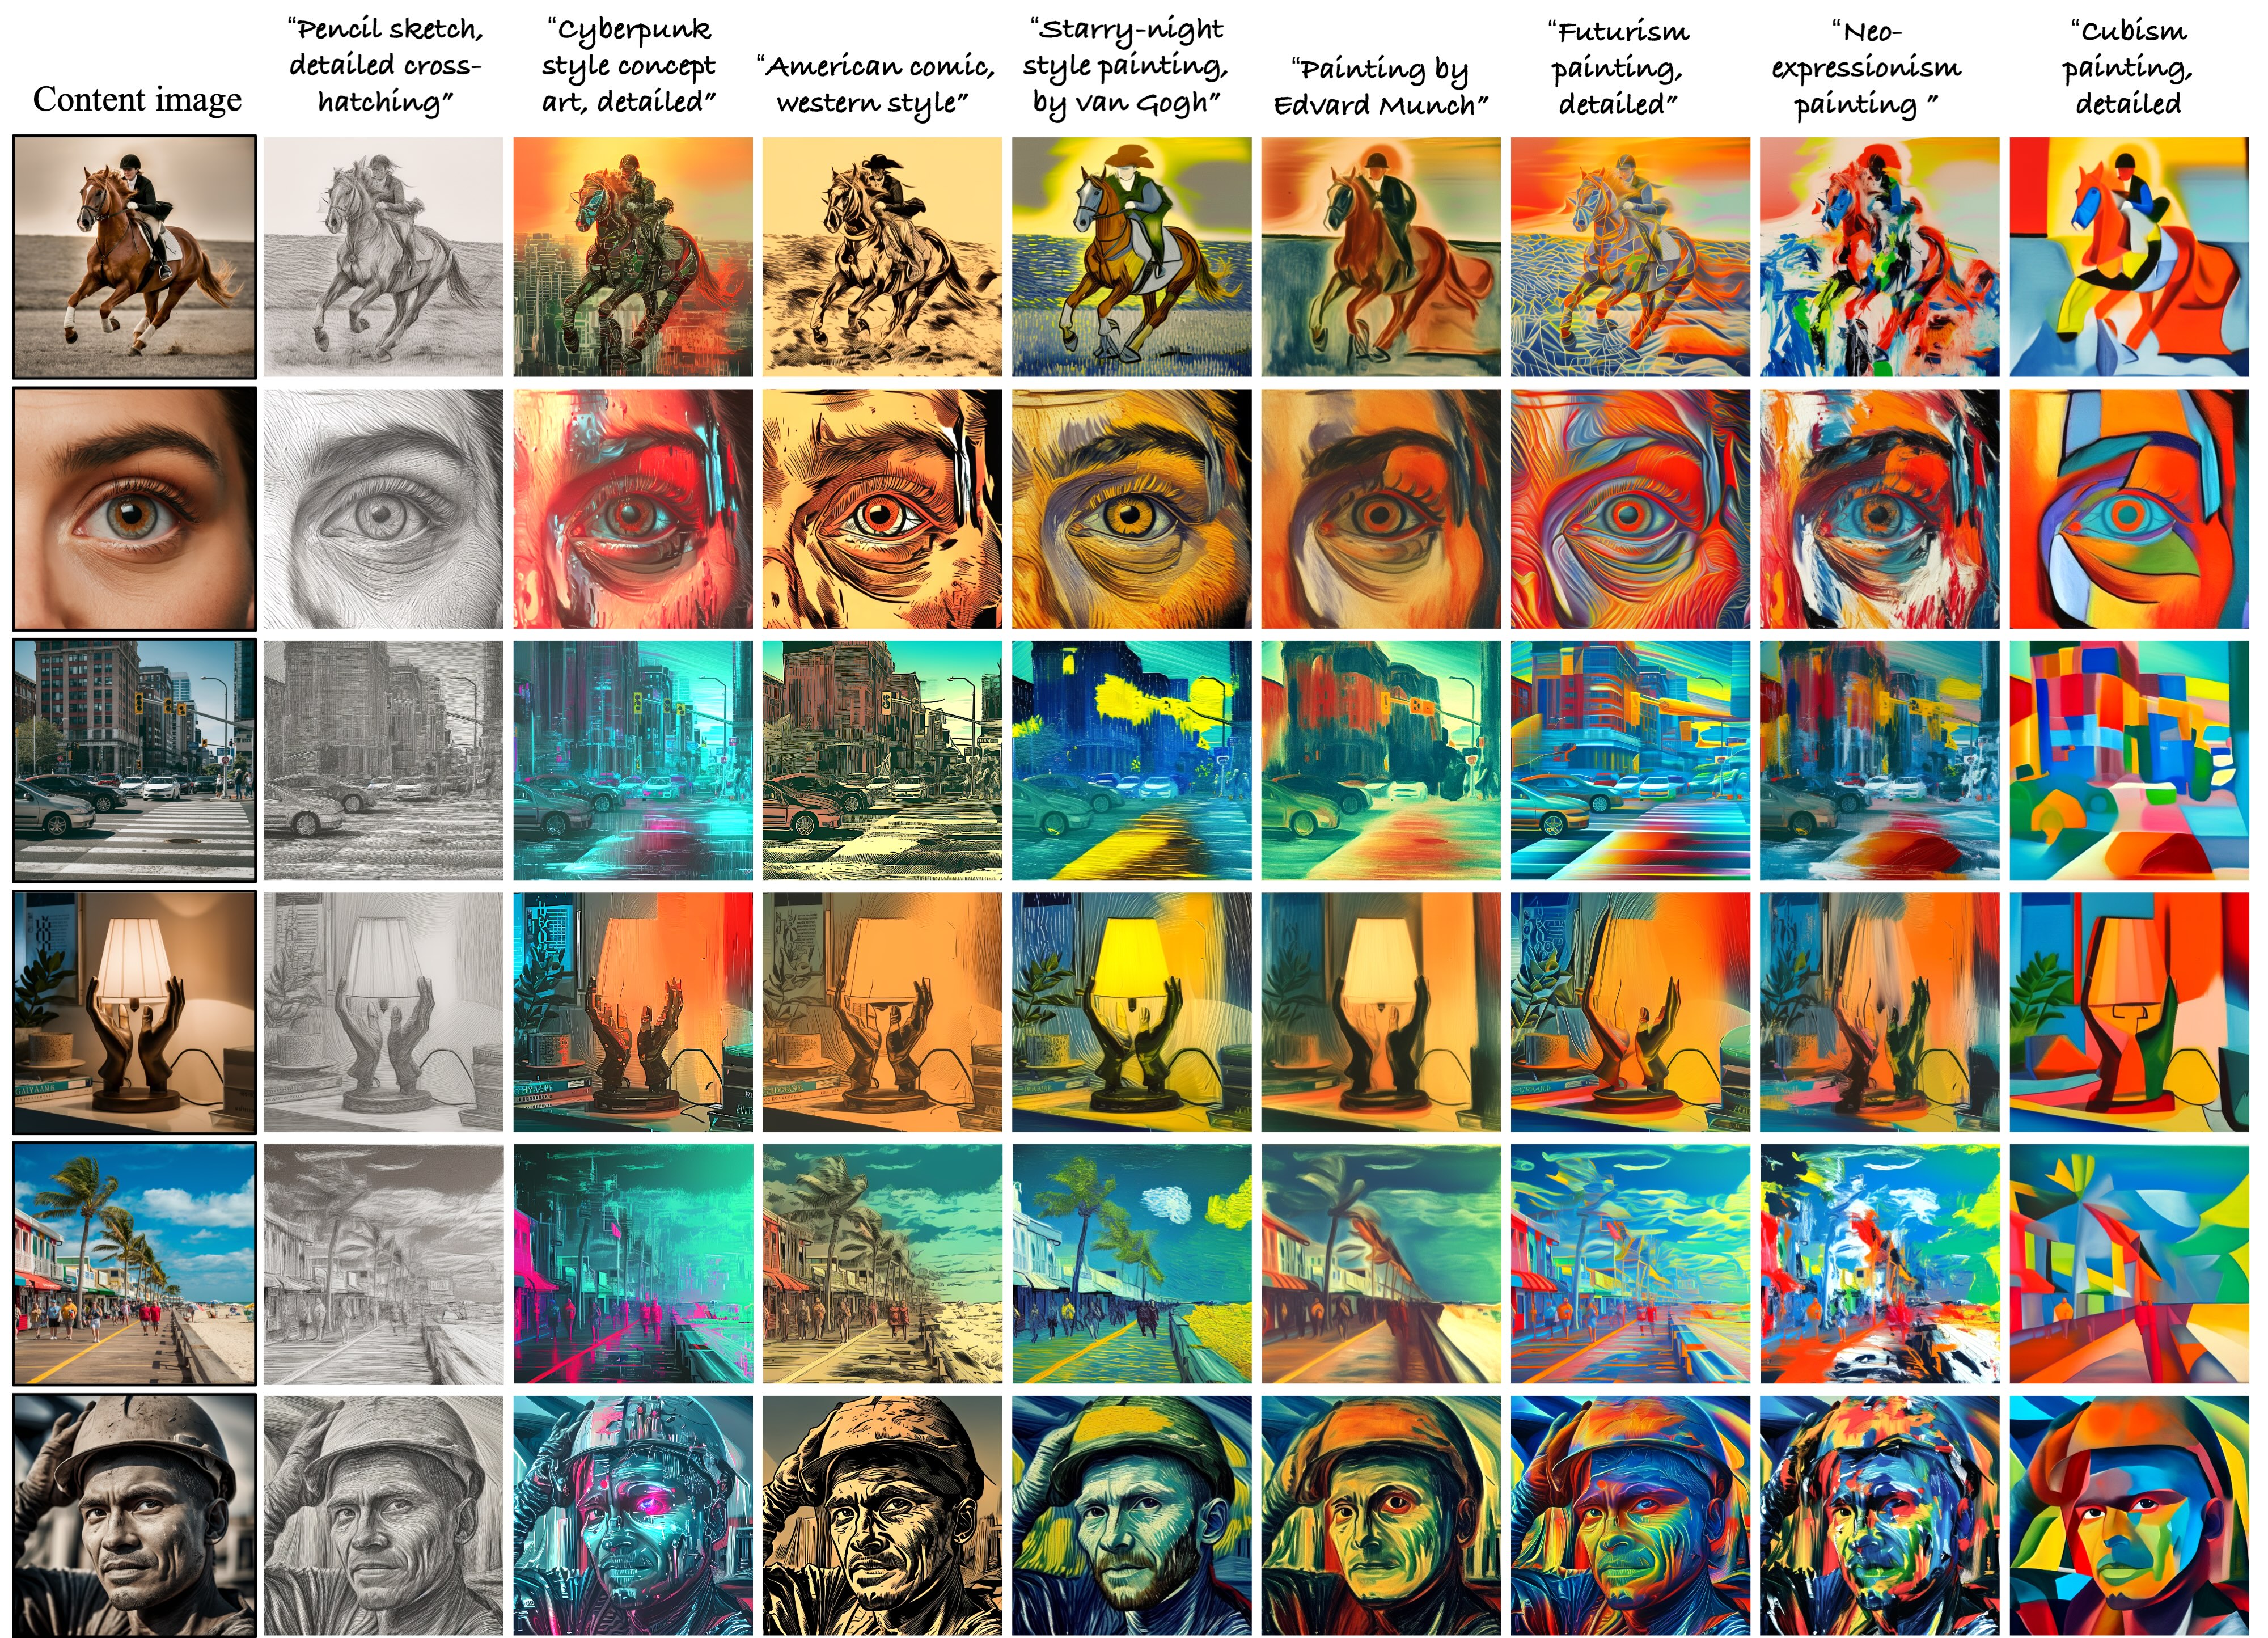 Content image
“Pencil sketch,
detailed cross-
hatching”
“Cyberpunk
style concept
art, detailed”
“American comic,
western style”
“Starry-night
style painting,
by van Gogh”
“Painting by
Edvard Munch”
“Futurism
painting,
detailed”
“Neo-
expressionism
painting ”
“Cubism
painting,
detailed